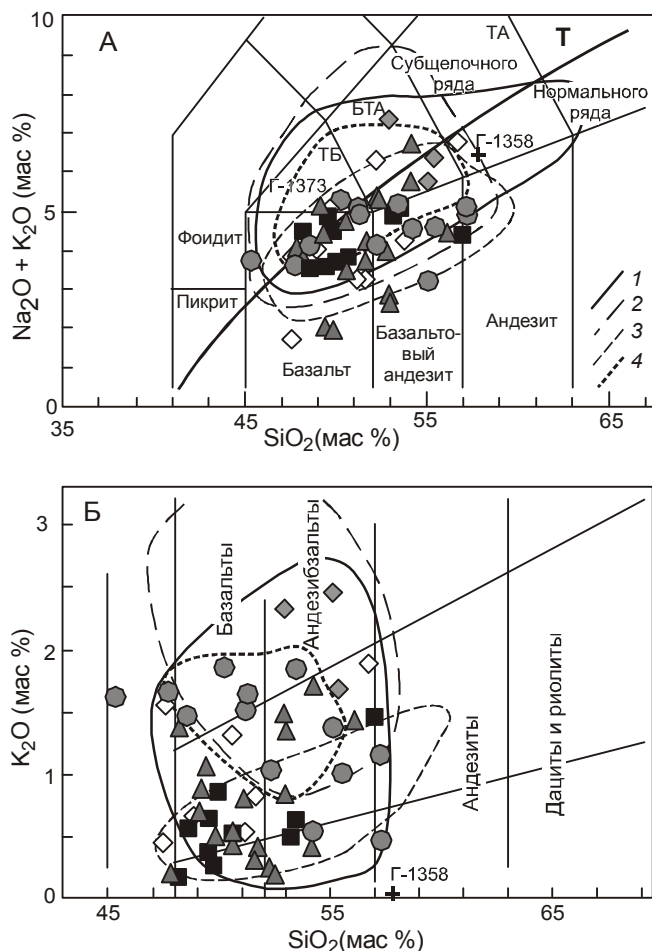 А
10
5
0
Na2O + K2O (мас %)
ТА
Т
Субщелочного
ряда
Нормального
ряда
БТА
Г-1358
ТБ
Г-1373
Фоидит
Пикрит
Базальт
Базальто-
вый
андезит
Андезит
1
2
3
4
35
45
55
65
SiO2(мас %)
Б
3
2
1
0
K2O (мас %)
Базальты
Андезибзальты
Андезиты
Дациты и риолиты
Г-1358
45
55
65
SiO2(мас %)